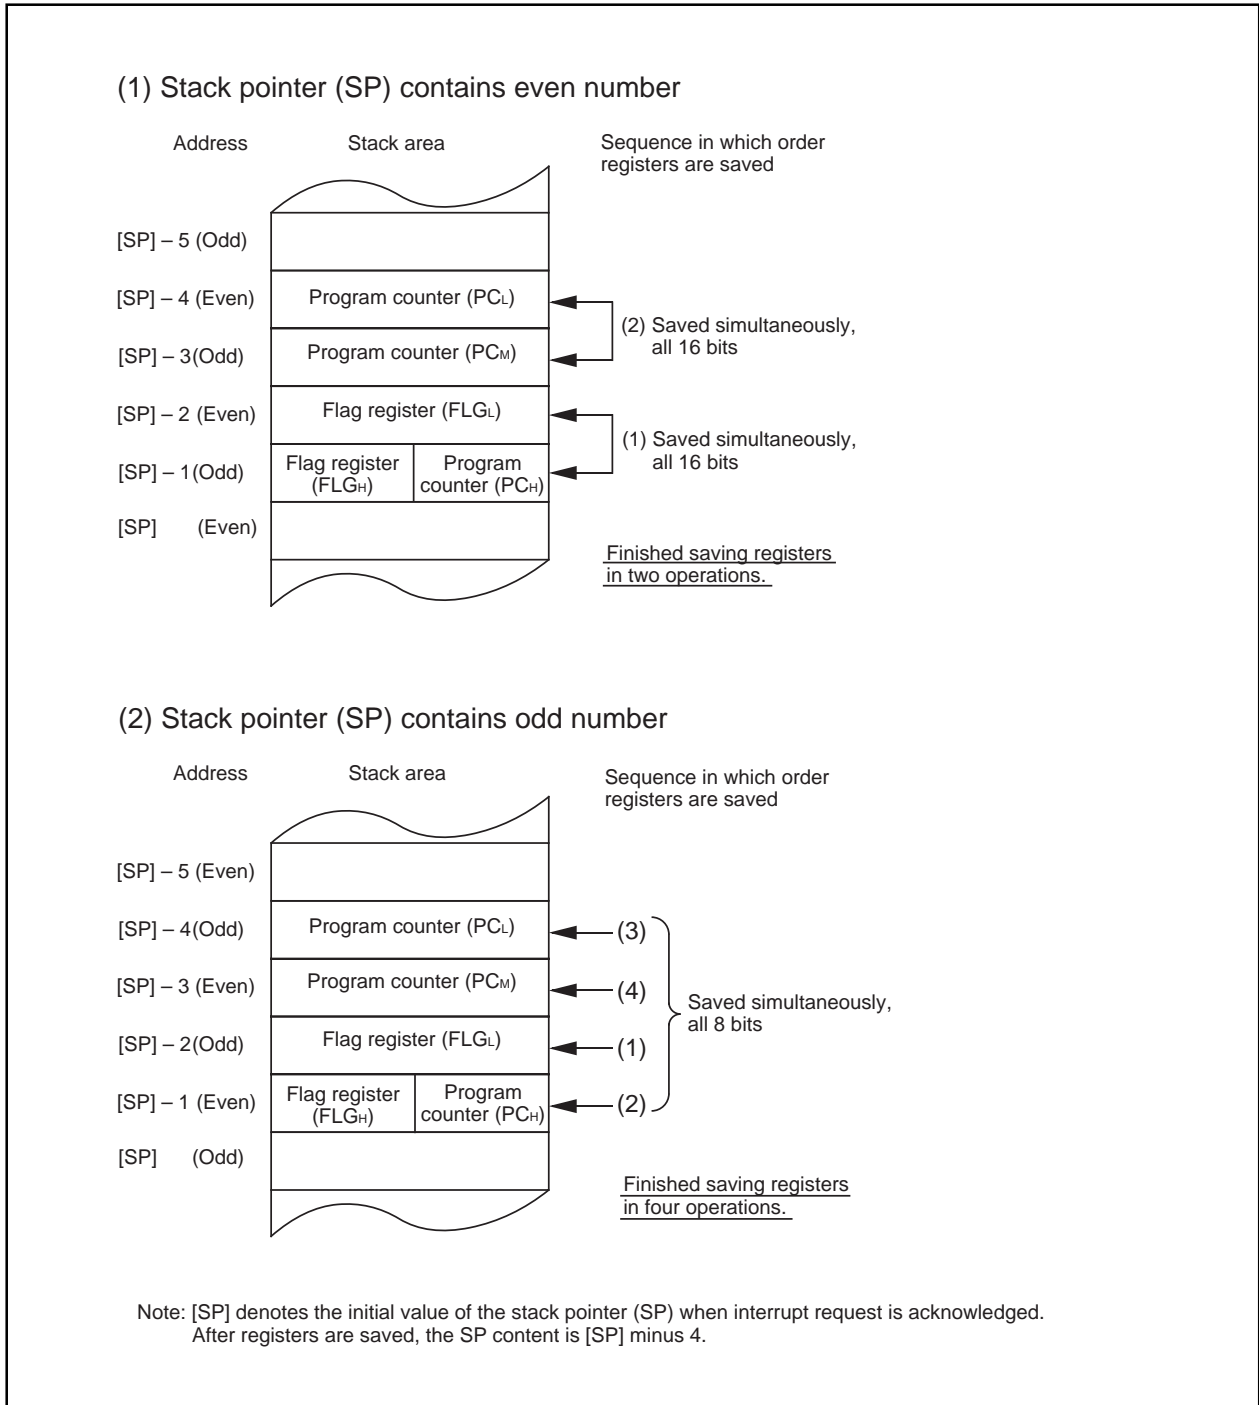 (1) Stack pointer (SP) contains even number
Address Stack area Sequence in which order
registers are saved
[SP] – 5 (Odd)
[SP] – 4 (Even) Program counter (PCL)
[SP] – 3(Odd) Program counter (PCM)
(2) Saved simultaneously,
all 16 bits
[SP] – 2 (Even) Flag register (FLGL)
[SP] – 1(Odd) Flag register
(FLGH) Program
counter (PCH)
(1) Saved simultaneously,
all 16 bits
[SP] (Even)
Finished saving registers
in two operations.
(2) Stack pointer (SP) contains odd number
Address Stack area Sequence in which order
registers are saved
[SP] – 5 (Even)
[SP] – 4(Odd) Program counter (PCL) (3)
[SP] – 3 (Even) Program counter (PCM) (4)
Saved simultaneously,
all 8 bits
[SP] – 2(Odd) Flag register (FLGL) (1)
[SP] – 1 (Even) Flag register
(FLGH) Program
counter (PCH) (2)
[SP] (Odd)
Finished saving registers
in four operations.
Note: [SP] denotes the initial value of the stack pointer (SP) when interrupt request is acknowledged.
After registers are saved, the SP content is [SP] minus 4.